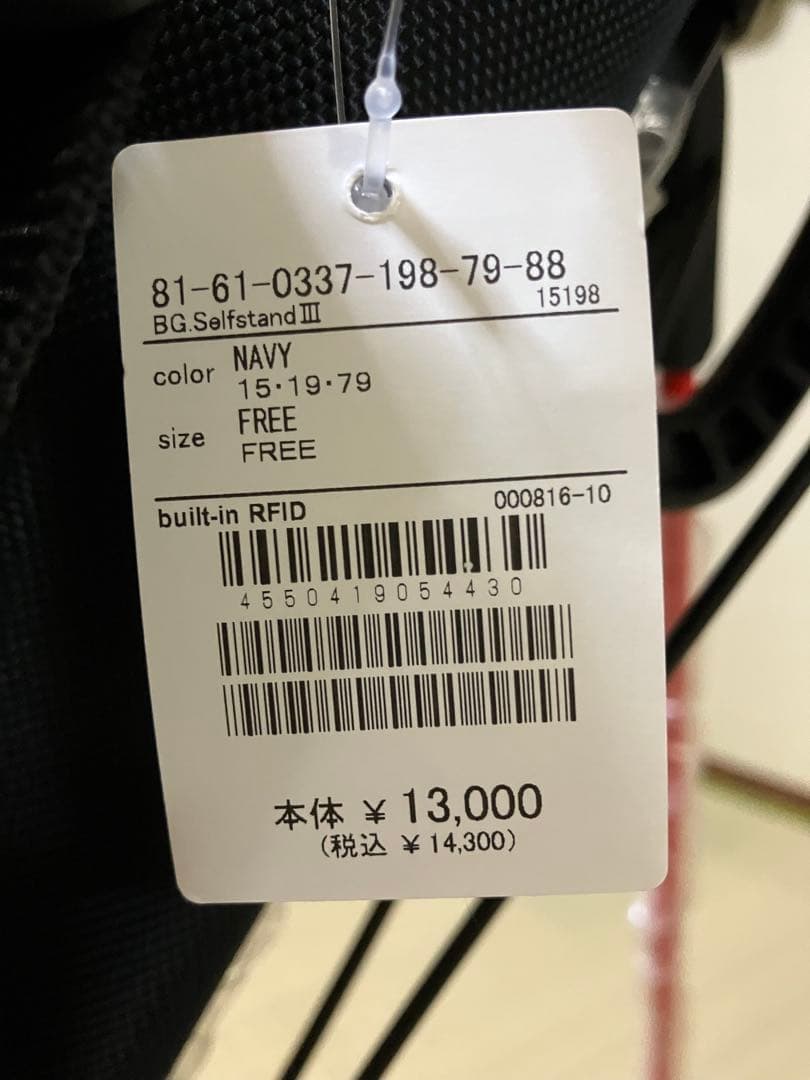 81-61-0337-198-79-88
BG.SelfstandⅢ 15198
color NAVY
15・19・79
size FREE
FREE
built-in RFID 000816-10
4550419054430
本体 ¥ 13,000
(税込 ¥ 14,300)